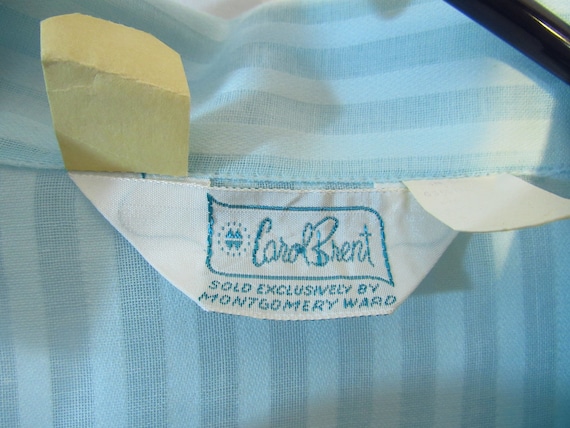 Carol Brent
SOLD EXCLUSIVELY BY
MONTGOMERY WARD